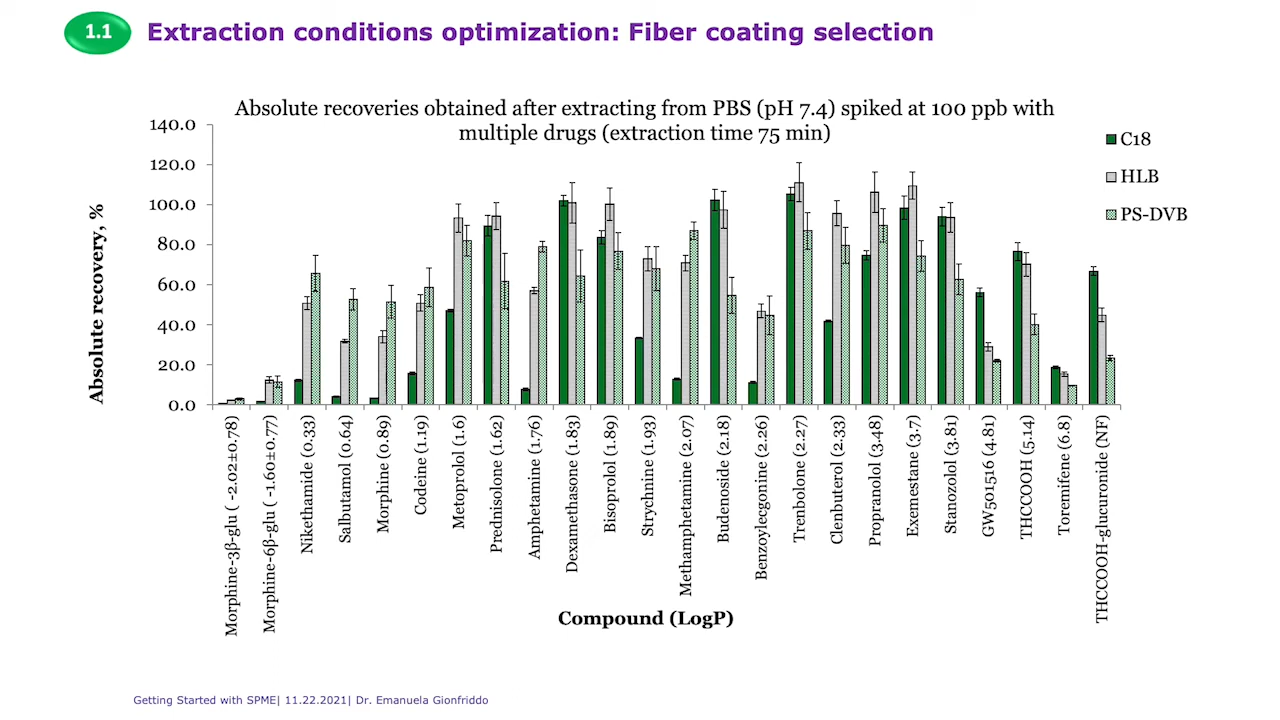 1.1
Extraction conditions optimization: Fiber coating selection
Absolute recoveries obtained after extracting from PBS (pH 7.4) spiked at 100 ppb with
multiple drugs (extraction time 75 min)
140.0
120.0
100.0
80.0
60.0
40.0
20.0
0.0
Absolute recovery, %
C18
HLB
PS-DVB
Morphine-3β-glu ( -2.02±0.78)
Morphine-6β-glu ( -1.60±0.77)
Nikethamide (0.33)
Salbutamol (0.64)
Morphine (0.89)
Codeine (1.19)
Metoprolol (1.6)
Prednisolone (1.62)
Amphetamine (1.76)
Dexamethasone (1.83)
Bisoprolol (1.89)
Strychnine (1.93)
Methamphetamine (2.07)
Budenoside (2.18)
Benzoylecgonine (2.26)
Trenbolone (2.27)
Clenbuterol (2.33)
Propranolol (3.48)
Exemestane (3.7)
Stanozolol (3.81)
GW501516 (4.81)
THCCOOH (5.14)
Toremifene (6.8)
THCCOOH-glucuronide (NF)
Compound (LogP)
Getting Started with SPME| 11.22.2021| Dr. Emanuela Gionfriddo